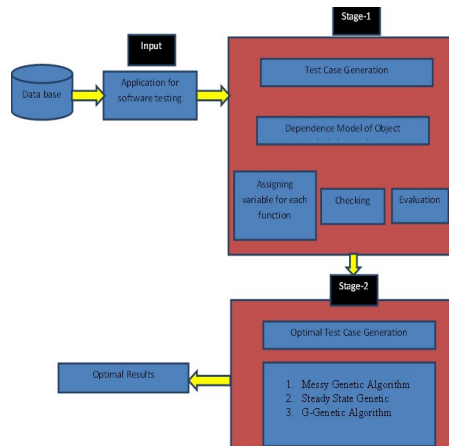 Stage-1
Input
Data base
Application for
software testing
Test Case Generation
Dependence Model of Object
Assigning
variable for each
function
Checking
Evaluation
Stage-2
Optimal Test Case Generation
Optimal Results
1. Messy Genetic Algorithm
2. Steady State Genetic
3. G-Genetic Algorithm